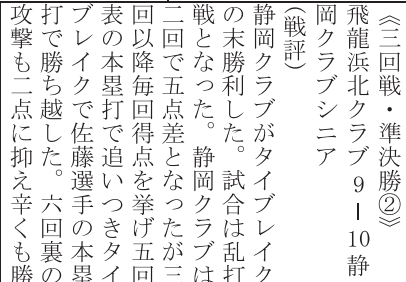 《三回戦・準決勝②》
飛龍浜北クラブ 9 ― 10 静
岡クラブシニア
(戦評)
静岡クラブがタイブレイク
の末勝利した。試合は乱打
戦となった。静岡クラブは
二回で五点差となったが三
回以降毎回得点を挙げ五回
表の本塁打で追いつきタイ
ブレイクで佐藤選手の本塁
打で勝ち越した。六回裏の
攻撃も二点に抑え辛くも勝